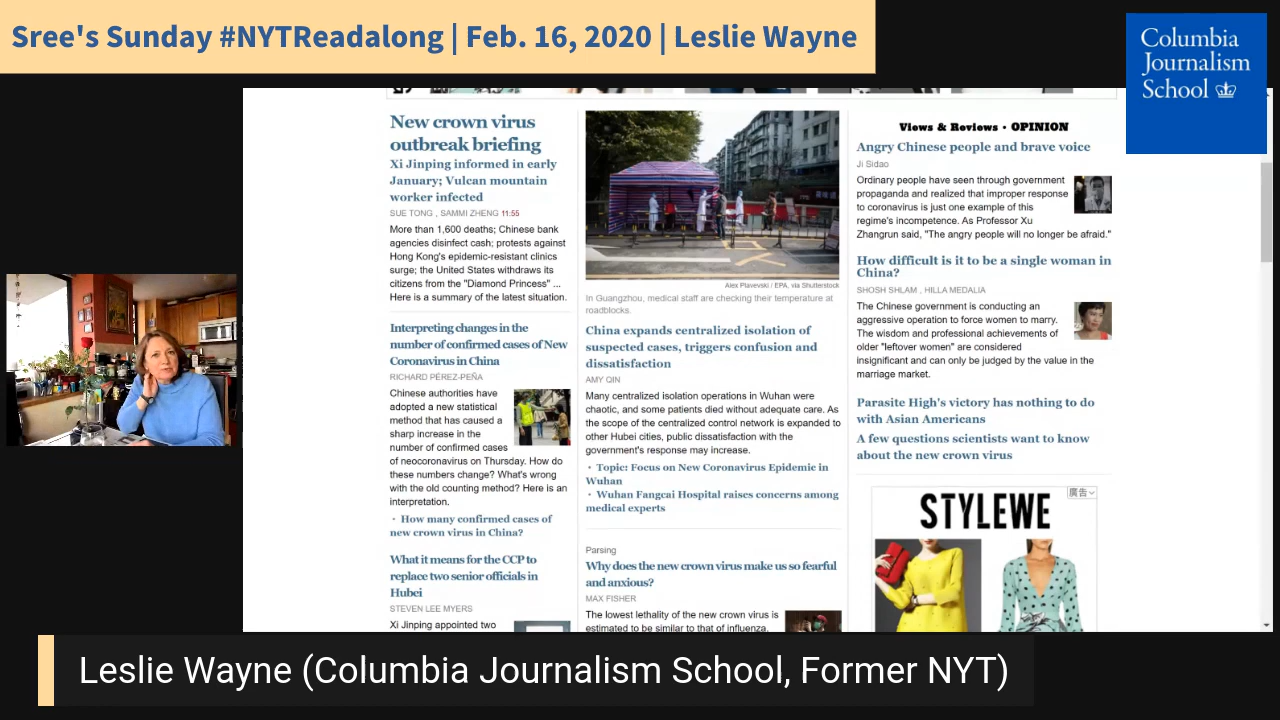 Sree's Sunday #NYTReadalong | Feb. 16, 2020 | Leslie Wayne
Columbia
Journalism
School
New crown virus
outbreak briefing
Xi Jinping informed in early
January; Vulcan mountain
worker infected
SUE TONG , SAMMI ZHENG 11:55
More than 1,600 deaths; Chinese bank
agencies disinfect cash; protests against
Hong Kong's epidemic-resistant clinics
surge; the United States withdraws its
citizens from the "Diamond Princess" ...
Here is a summary of the latest situation.
Interpreting changes in the
number of confirmed cases of New
Coronavirus in China
RICHARD PÉREZ-PEÑA
Chinese authorities have
adopted a new statistical
method that has caused a
sharp increase in the
number of confirmed cases
of neocoronavirus on Thursday. How do
these numbers change? What's wrong
with the old counting method? Here is an
interpretation.
· How many confirmed cases of
new crown virus in China?
What it means for the CCP to
replace two senior officials in
Hubei
STEVEN LEE MYERS
Xi Jinping appointed two
Alex Plavevski / EPA, via Shutterstock
In Guangzhou, medical staff are checking their temperature at
roadblocks.
China expands centralized isolation of
suspected cases, triggers confusion and
dissatisfaction
AMY QIN
Many centralized isolation operations in Wuhan were
chaotic, and some patients died without adequate care. As
the scope of the centralized control network is expanded to
other Hubei cities, public dissatisfaction with the
government's response may increase.
· Topic: Focus on New Coronavirus Epidemic in
Wuhan
· Wuhan Fangcai Hospital raises concerns among
medical experts
Parsing
Why does the new crown virus make us so fearful
and anxious?
MAX FISHER
The lowest lethality of the new crown virus is
estimated to be similar to that of influenza.
Views & Reviews · OPINION
Angry Chinese people and brave voice
Ji Sidao
Ordinary people have seen through government
propaganda and realized that improper response
to coronavirus is just one example of this
regime's incompetence. As Professor Xu
Zhangrun said, "The angry people will no longer be afraid."
How difficult is it to be a single woman in
China?
SHOSH SHLAM , HILLA MEDALIA
The Chinese government is conducting an
aggressive operation to force women to marry.
The wisdom and professional achievements of
older "leftover women" are considered
insignificant and can only be judged by the value in the
marriage market.
Parasite High's victory has nothing to do
with Asian Americans
A few questions scientists want to know
about the new crown virus
廣告
STYLEWE
Leslie Wayne (Columbia Journalism School, Former NYT)